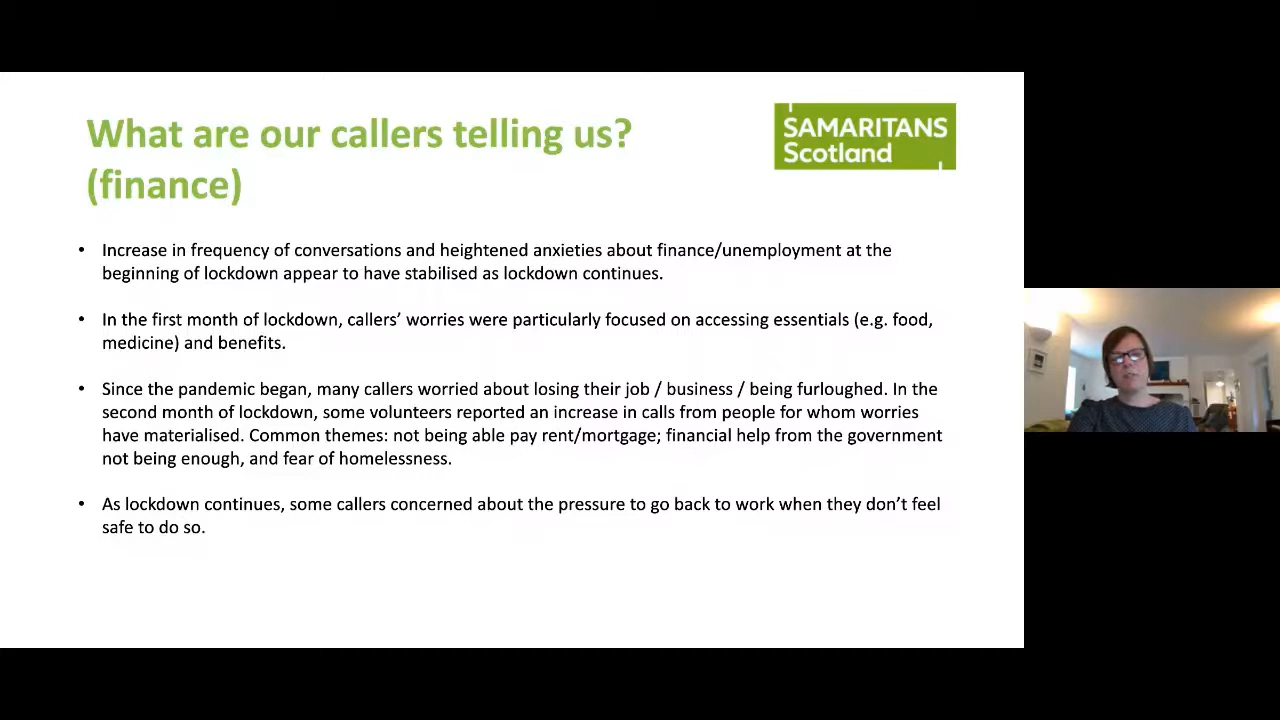 What are our callers telling us?
(finance)
SAMARITANS
Scotland
• Increase in frequency of conversations and heightened anxieties about finance/unemployment at the
beginning of lockdown appear to have stabilised as lockdown continues.
• In the first month of lockdown, callers’ worries were particularly focused on accessing essentials (e.g. food,
medicine) and benefits.
• Since the pandemic began, many callers worried about losing their job / business / being furloughed. In the
second month of lockdown, some volunteers reported an increase in calls from people for whom worries
have materialised. Common themes: not being able pay rent/mortgage; financial help from the government
not being enough, and fear of homelessness.
• As lockdown continues, some callers concerned about the pressure to go back to work when they don’t feel
safe to do so.